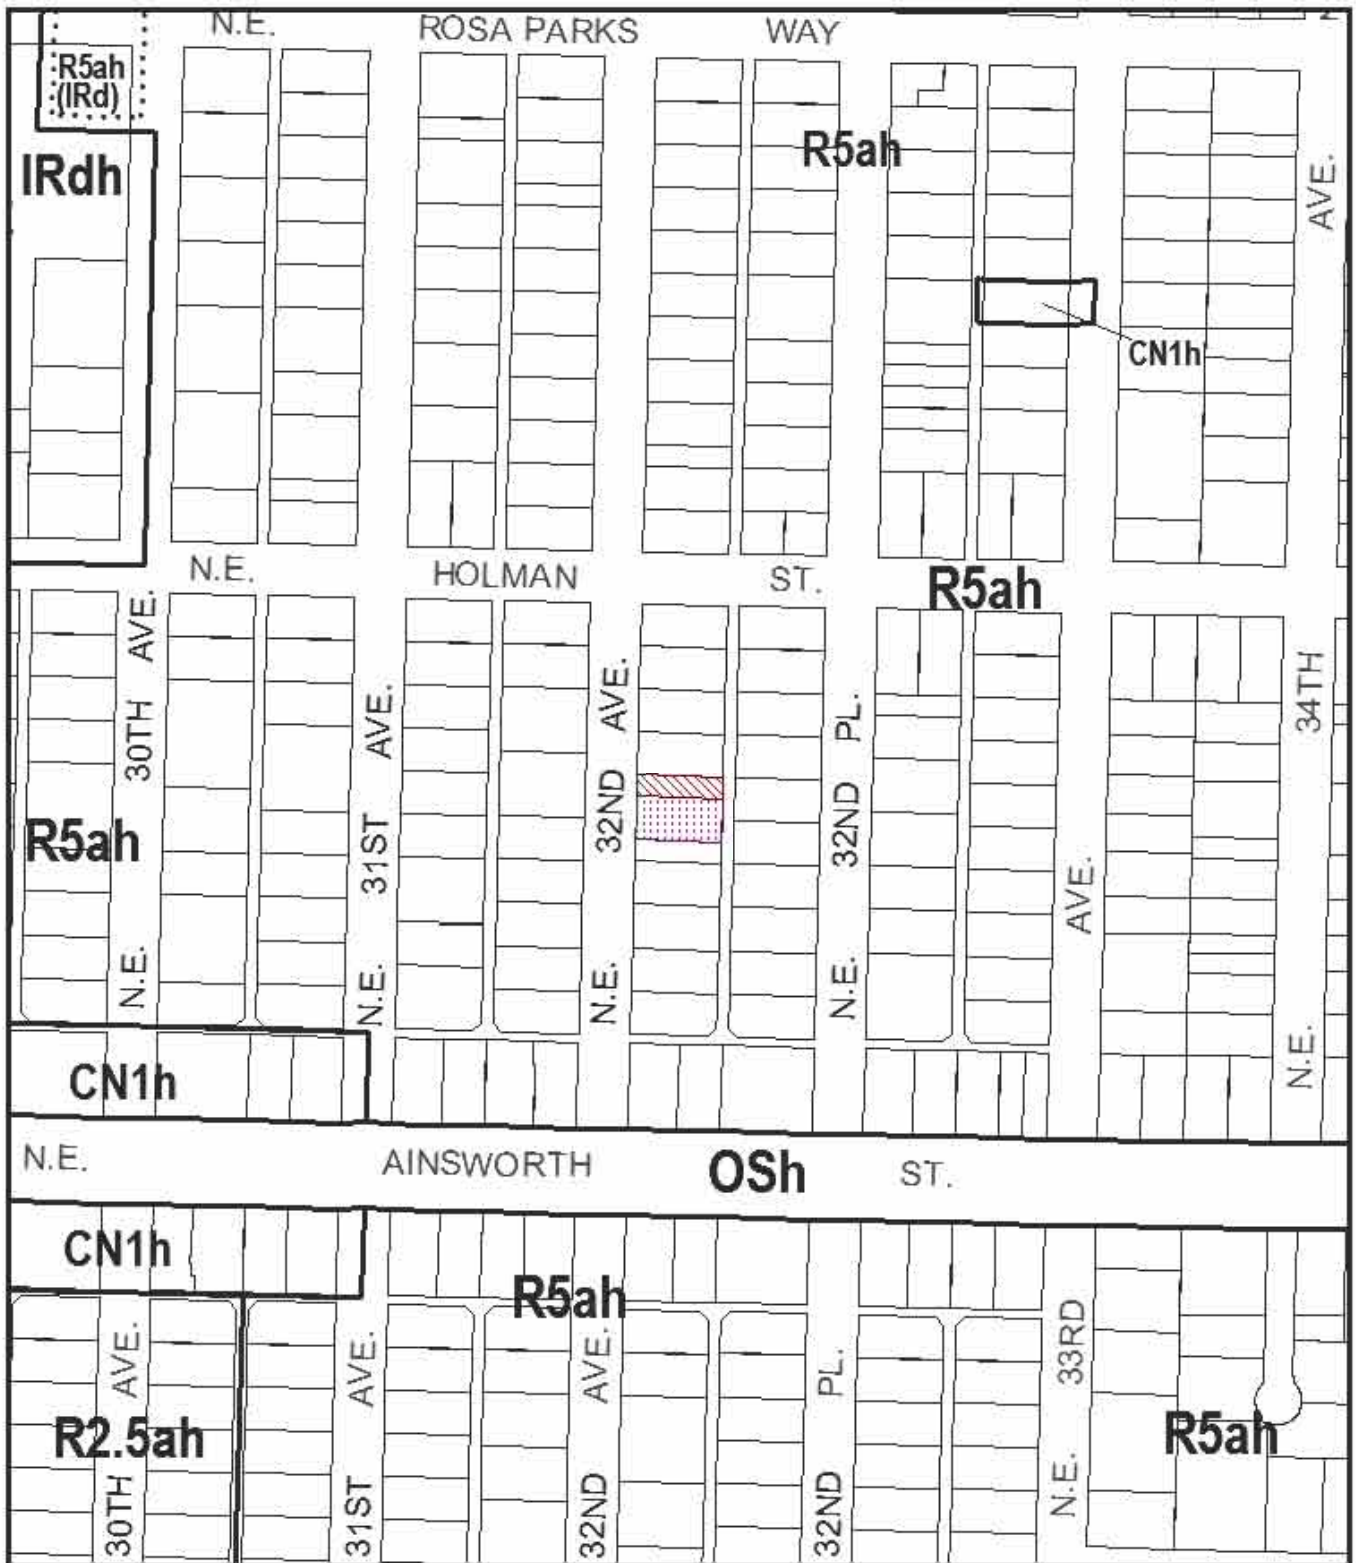 N.E. ROSA PARKS WAY
R5ah
(IRd)
IRdh
R5ah
AVE.
CN1h
N.E. HOLMAN ST.
R5ah
N.E. 30TH AVE.
N.E. 31ST AVE.
N.E. 32ND AVE.
N.E. 32ND PL.
AVE.
N.E. 34TH
R5ah
CN1h
N.E. AINSWORTH ST.
OSh
CN1h
R5ah
30TH AVE.
31ST AVE.
32ND AVE.
32ND PL.
N.E. 33RD
R2.5ah
R5ah